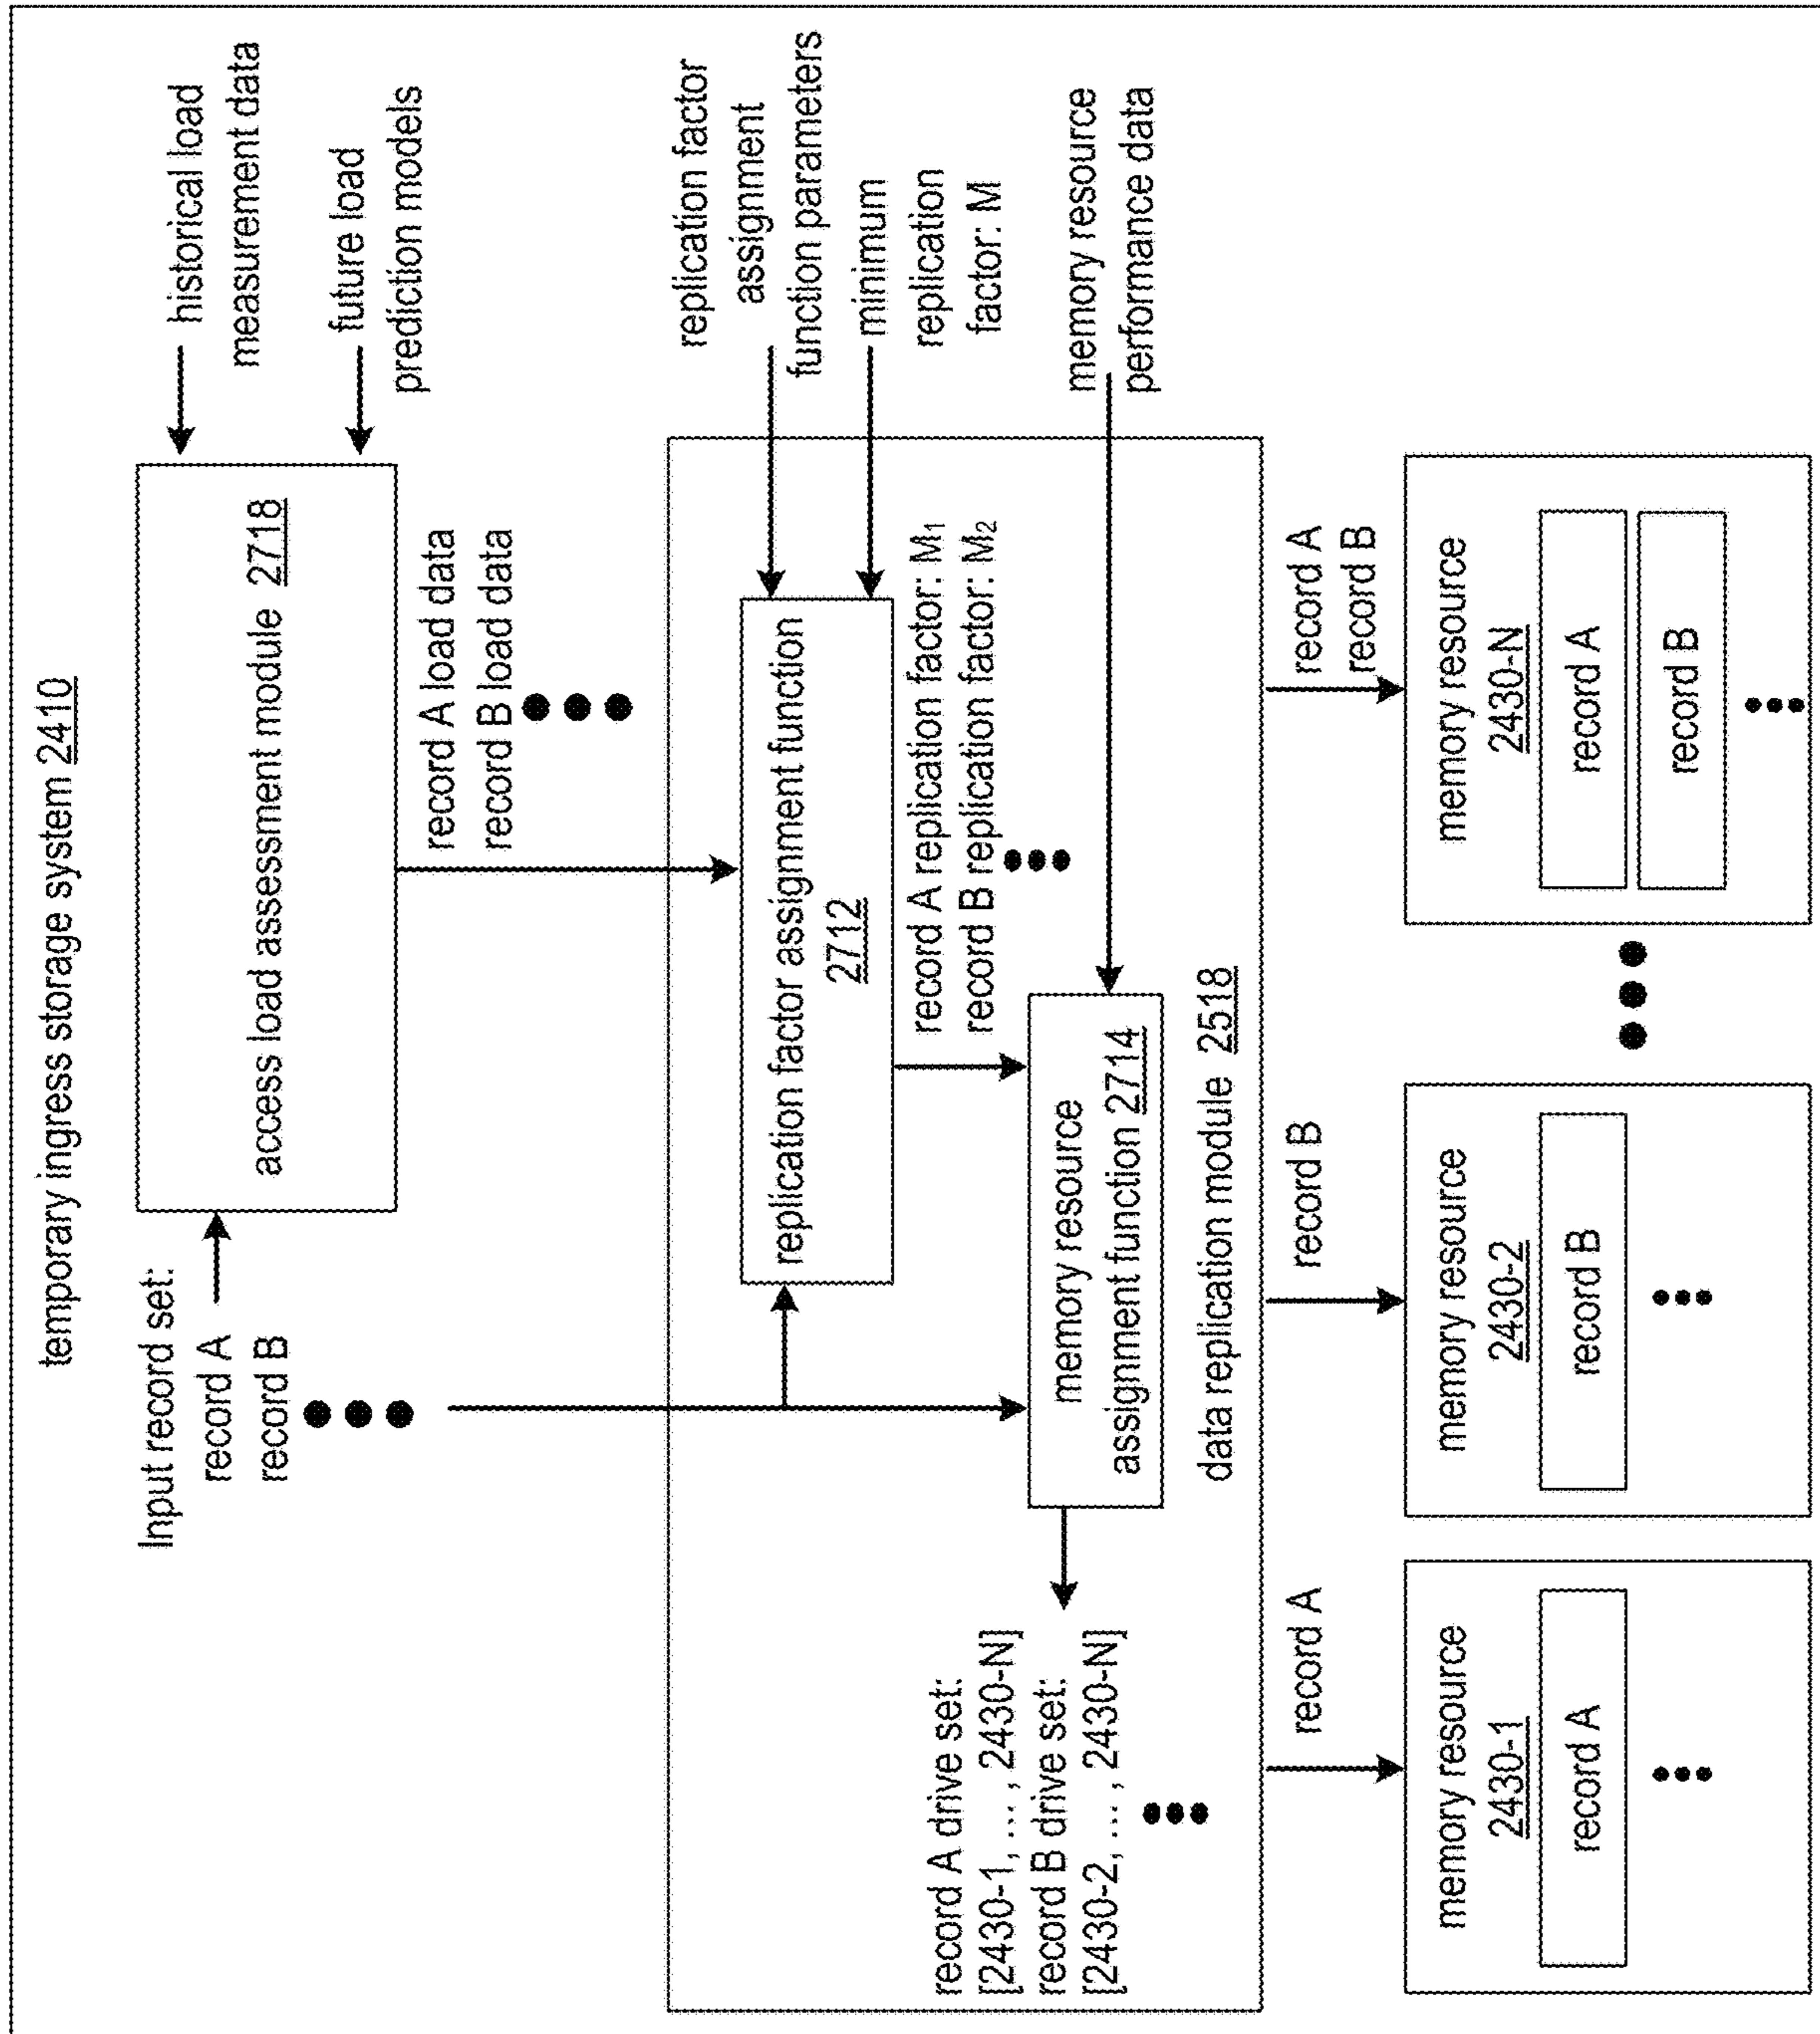 temporary ingress storage system 2410
Input record set:
record A
record B
access load assessment module 2718
historical load
measurement data
future load
prediction models
record A load data
record B load data
replication factor assignment function
2712
replication factor
assignment
function parameters
minimum
replication
factor: M
record A replication factor: M₁
record B replication factor: M₂
memory resource
performance data
memory resource
assignment function 2714
record A drive set:
[2430-1, ... , 2430-N]
record B drive set:
[2430-2, ... , 2430-N]
data replication module 2518
record A
record B
record A
record B
memory resource
2430-1
record A
memory resource
2430-2
record B
memory resource
2430-N
record A
record B